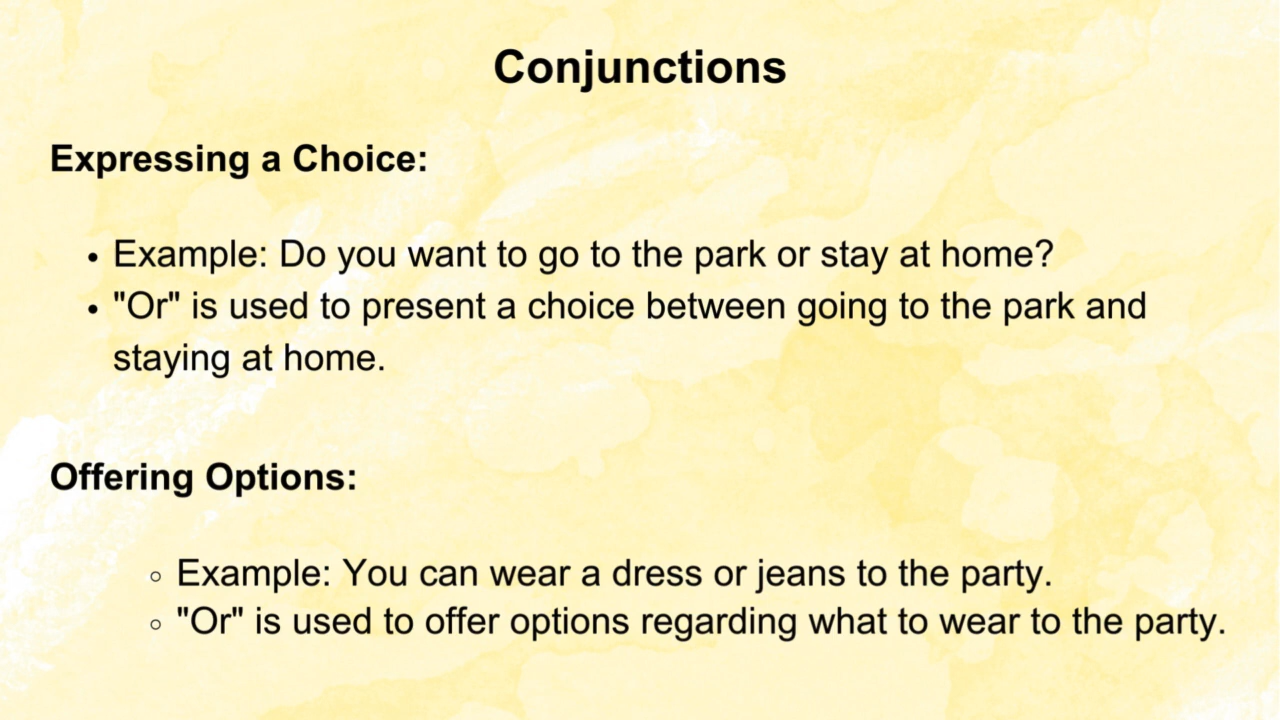 Conjunctions
Expressing a Choice:
• Example: Do you want to go to the park or stay at home?
• "Or" is used to present a choice between going to the park and
staying at home.
Offering Options:
◦ Example: You can wear a dress or jeans to the party.
◦ "Or" is used to offer options regarding what to wear to the party.